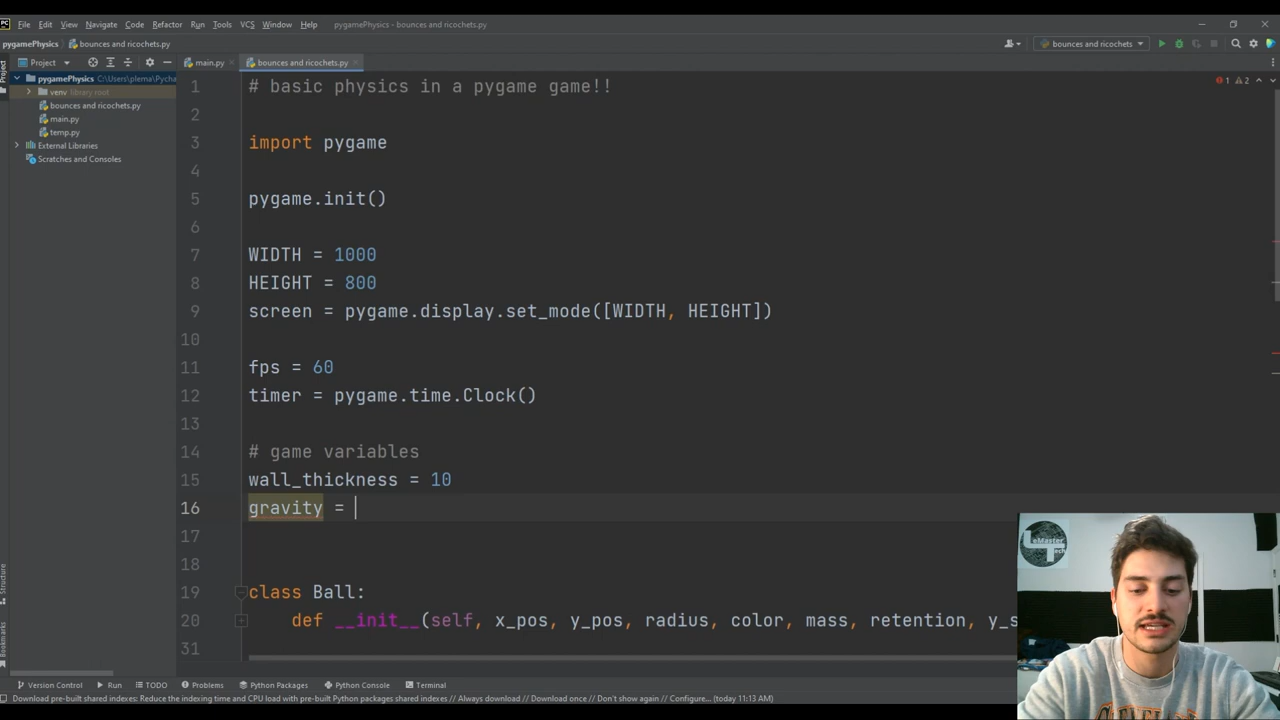 PC File Edit View Navigate Code Refactor Run Tools VCS Window Help pygamePhysics - bounces and ricochets.py
pygamePhysics bounces and ricochets.py bounces and ricochets
Project main.py bounces and ricochets.py
pygamePhysics C:\Users\plema\Pycha
venv library root
bounces and ricochets.py
main.py
temp.py
External Libraries
Scratches and Consoles
Project
Structure
Bookmarks
1 2
1 # basic physics in a pygame game!!
2
3 import pygame
4
5 pygame.init()
6
7 WIDTH = 1000
8 HEIGHT = 800
9 screen = pygame.display.set_mode([WIDTH, HEIGHT])
10
11 fps = 60
12 timer = pygame.time.Clock()
13
14 # game variables
15 wall_thickness = 10
16 gravity =
17
18
19 class Ball:
20 def __init__(self, x_pos, y_pos, radius, color, mass, retention, y_s
31
LeMaster
Tech
Version Control Run TODO Problems Python Packages Python Console Terminal
Download pre-built shared indexes: Reduce the indexing time and CPU load with pre-built Python packages shared indexes // Always download // Download once // Don't show again // Configure... (today 11:13 AM)